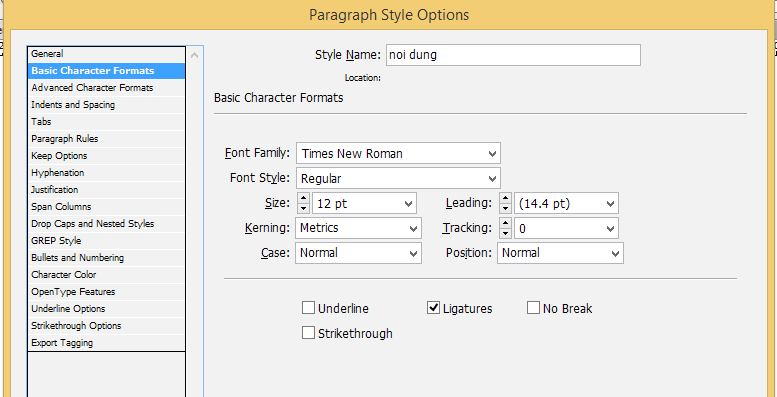 Paragraph Style Options
General
Basic Character Formats
Advanced Character Formats
Indents and Spacing
Tabs
Paragraph Rules
Keep Options
Hyphenation
Justification
Span Columns
Drop Caps and Nested Styles
GREP Style
Bullets and Numbering
Character Color
OpenType Features
Underline Options
Strikethrough Options
Export Tagging
Style Name: noi dung
Location:
Basic Character Formats
Font Family: Times New Roman
Font Style: Regular
Size: 12 pt Leading: (14.4 pt)
Kerning: Metrics Tracking: 0
Case: Normal Position: Normal
Underline Ligatures No Break
Strikethrough